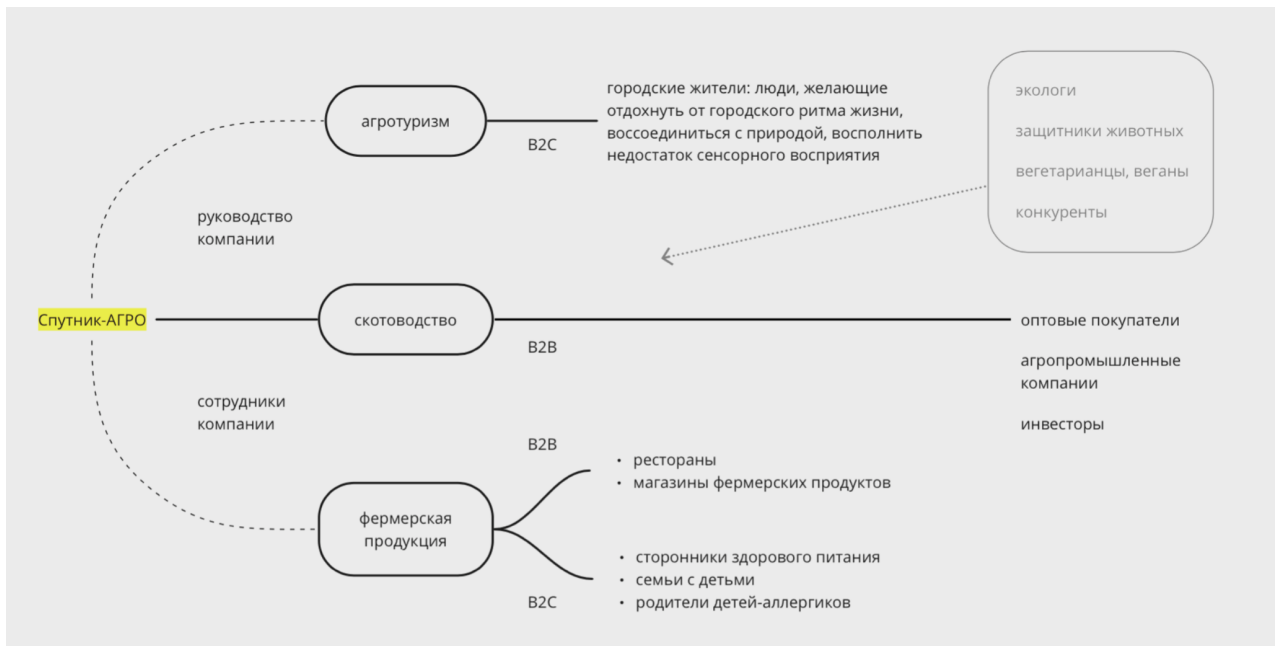 городские жители: люди, желающие
отдохнуть от городского ритма жизни,
воссоединиться с природой, восполнить
недостаток сенсорного восприятия
агротуризм
B2C
экологи
защитники животных
вегетарианцы, веганы
конкуренты
руководство
компании
Спутник-АГРО
скотоводство
B2B
оптовые покупатели
агропромышленные
компании
инвесторы
сотрудники
компании
B2B
• рестораны
• магазины фермерских продуктов
фермерская
продукция
• сторонники здорового питания
• семьи с детьми
• родители детей-аллергиков
B2C